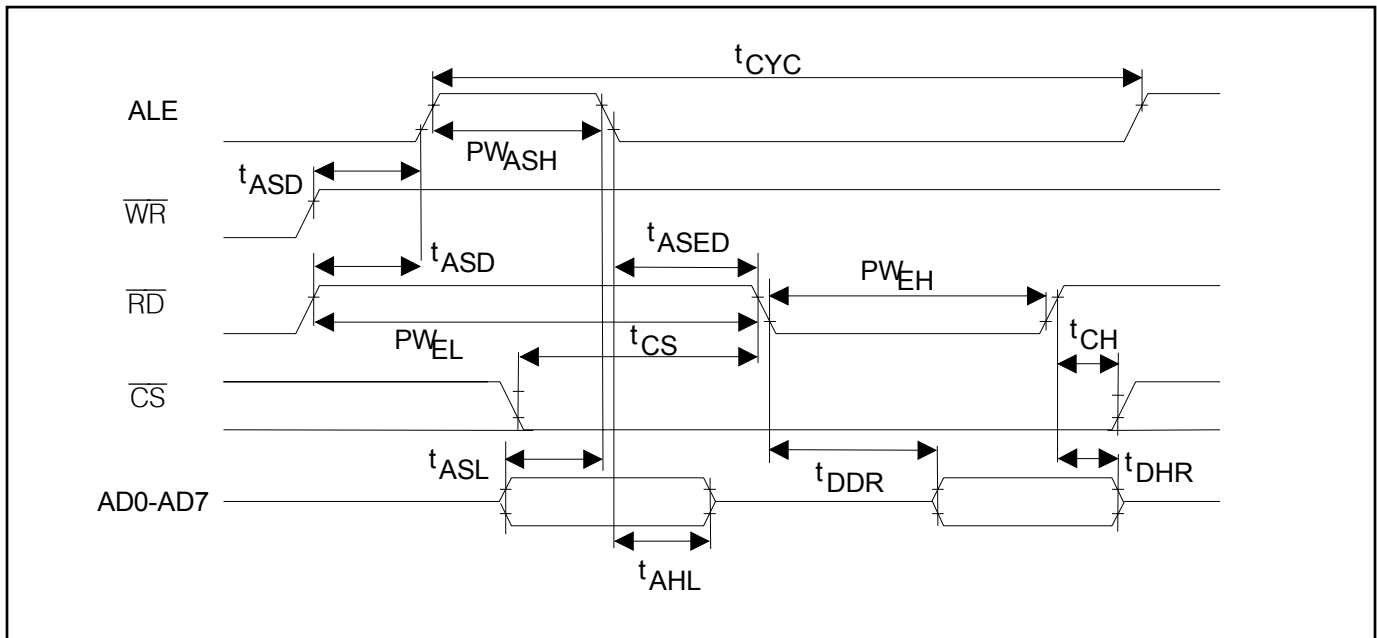 tCYC
ALE
PWASH
tASD
WR
tASED
tASD
PWEH
RD
PWEL
tCS
tCH
CS
tASL
tDDR
tDHR
AD0-AD7
tAHL